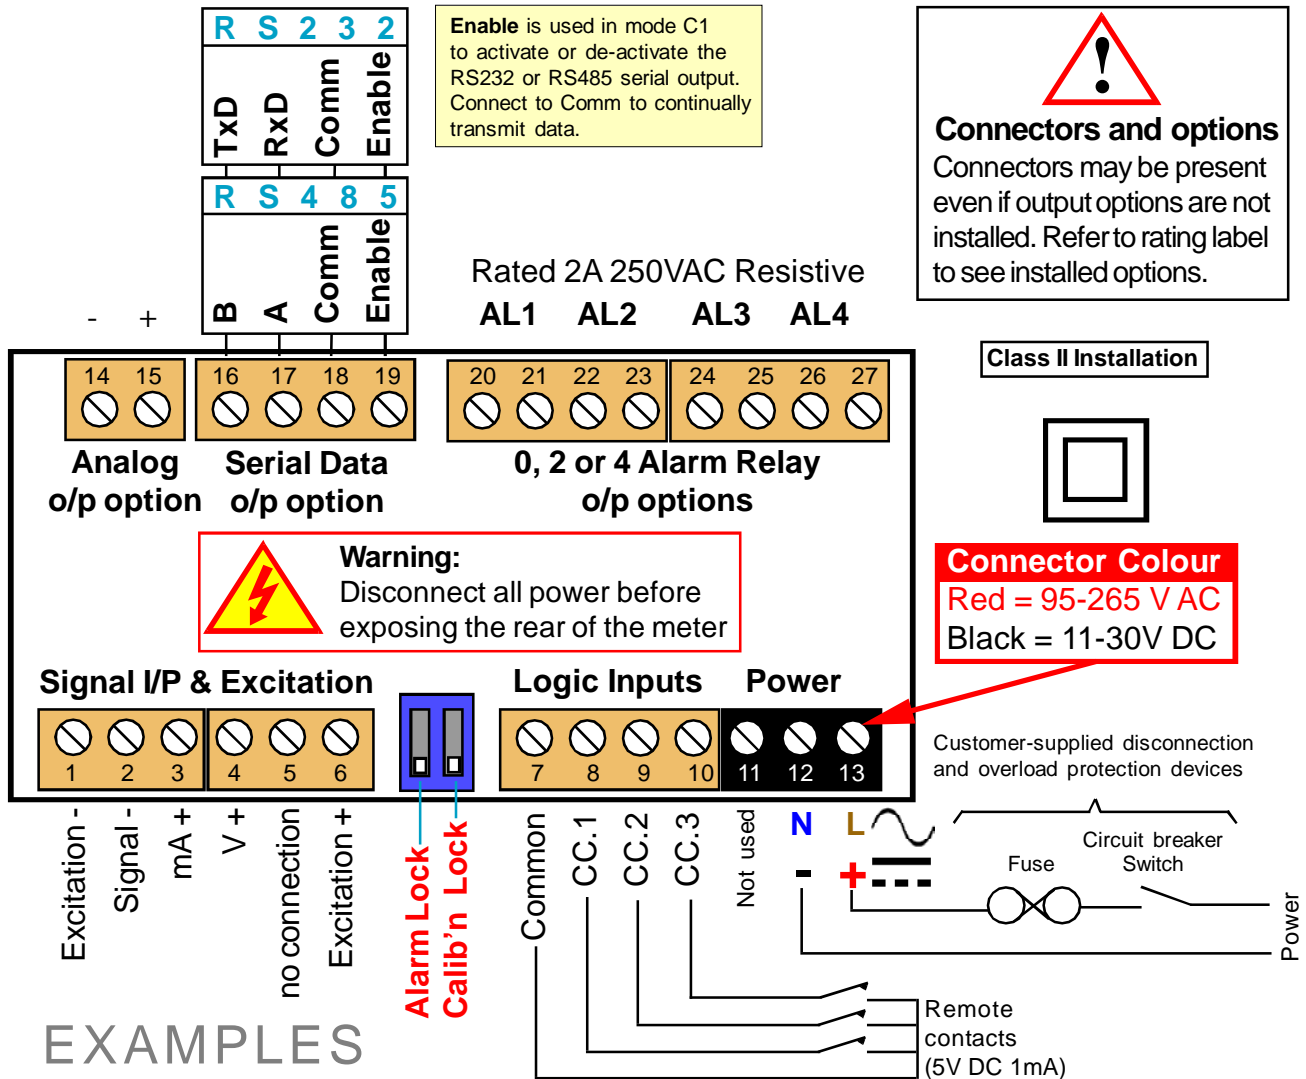 R S 2 3 2
TxD
RxD
Comm
Enable
R S 4 8 5
B
A
Comm
Enable
Enable is used in mode C1
to activate or de-activate the
RS232 or RS485 serial output.
Connect to Comm to continually
transmit data.
!
Connectors and options
Connectors may be present
even if output options are not
installed. Refer to rating label
to see installed options.
Rated 2A 250VAC Resistive
- +
AL1 AL2 AL3 AL4
Class II Installation
14 15 16 17 18 19 20 21 22 23 24 25 26 27
Analog
o/p option
Serial Data
o/p option
0, 2 or 4 Alarm Relay
o/p options
Warning:
Disconnect all power before
exposing the rear of the meter
Connector Colour
Red = 95-265 V AC
Black = 11-30V DC
Signal I/P & Excitation
Logic Inputs
Power
1 2 3 4 5 6 7 8 9 10 11 12 13
Excitation -
Signal -
mA +
V +
no connection
Excitation +
Alarm Lock
Calib'n Lock
Common
CC.1
CC.2
CC.3
Not used
N L
- +
Customer-supplied disconnection
and overload protection devices
Fuse
Circuit breaker
Switch
Power
Remote
contacts
(5V DC 1mA)
EXAMPLES